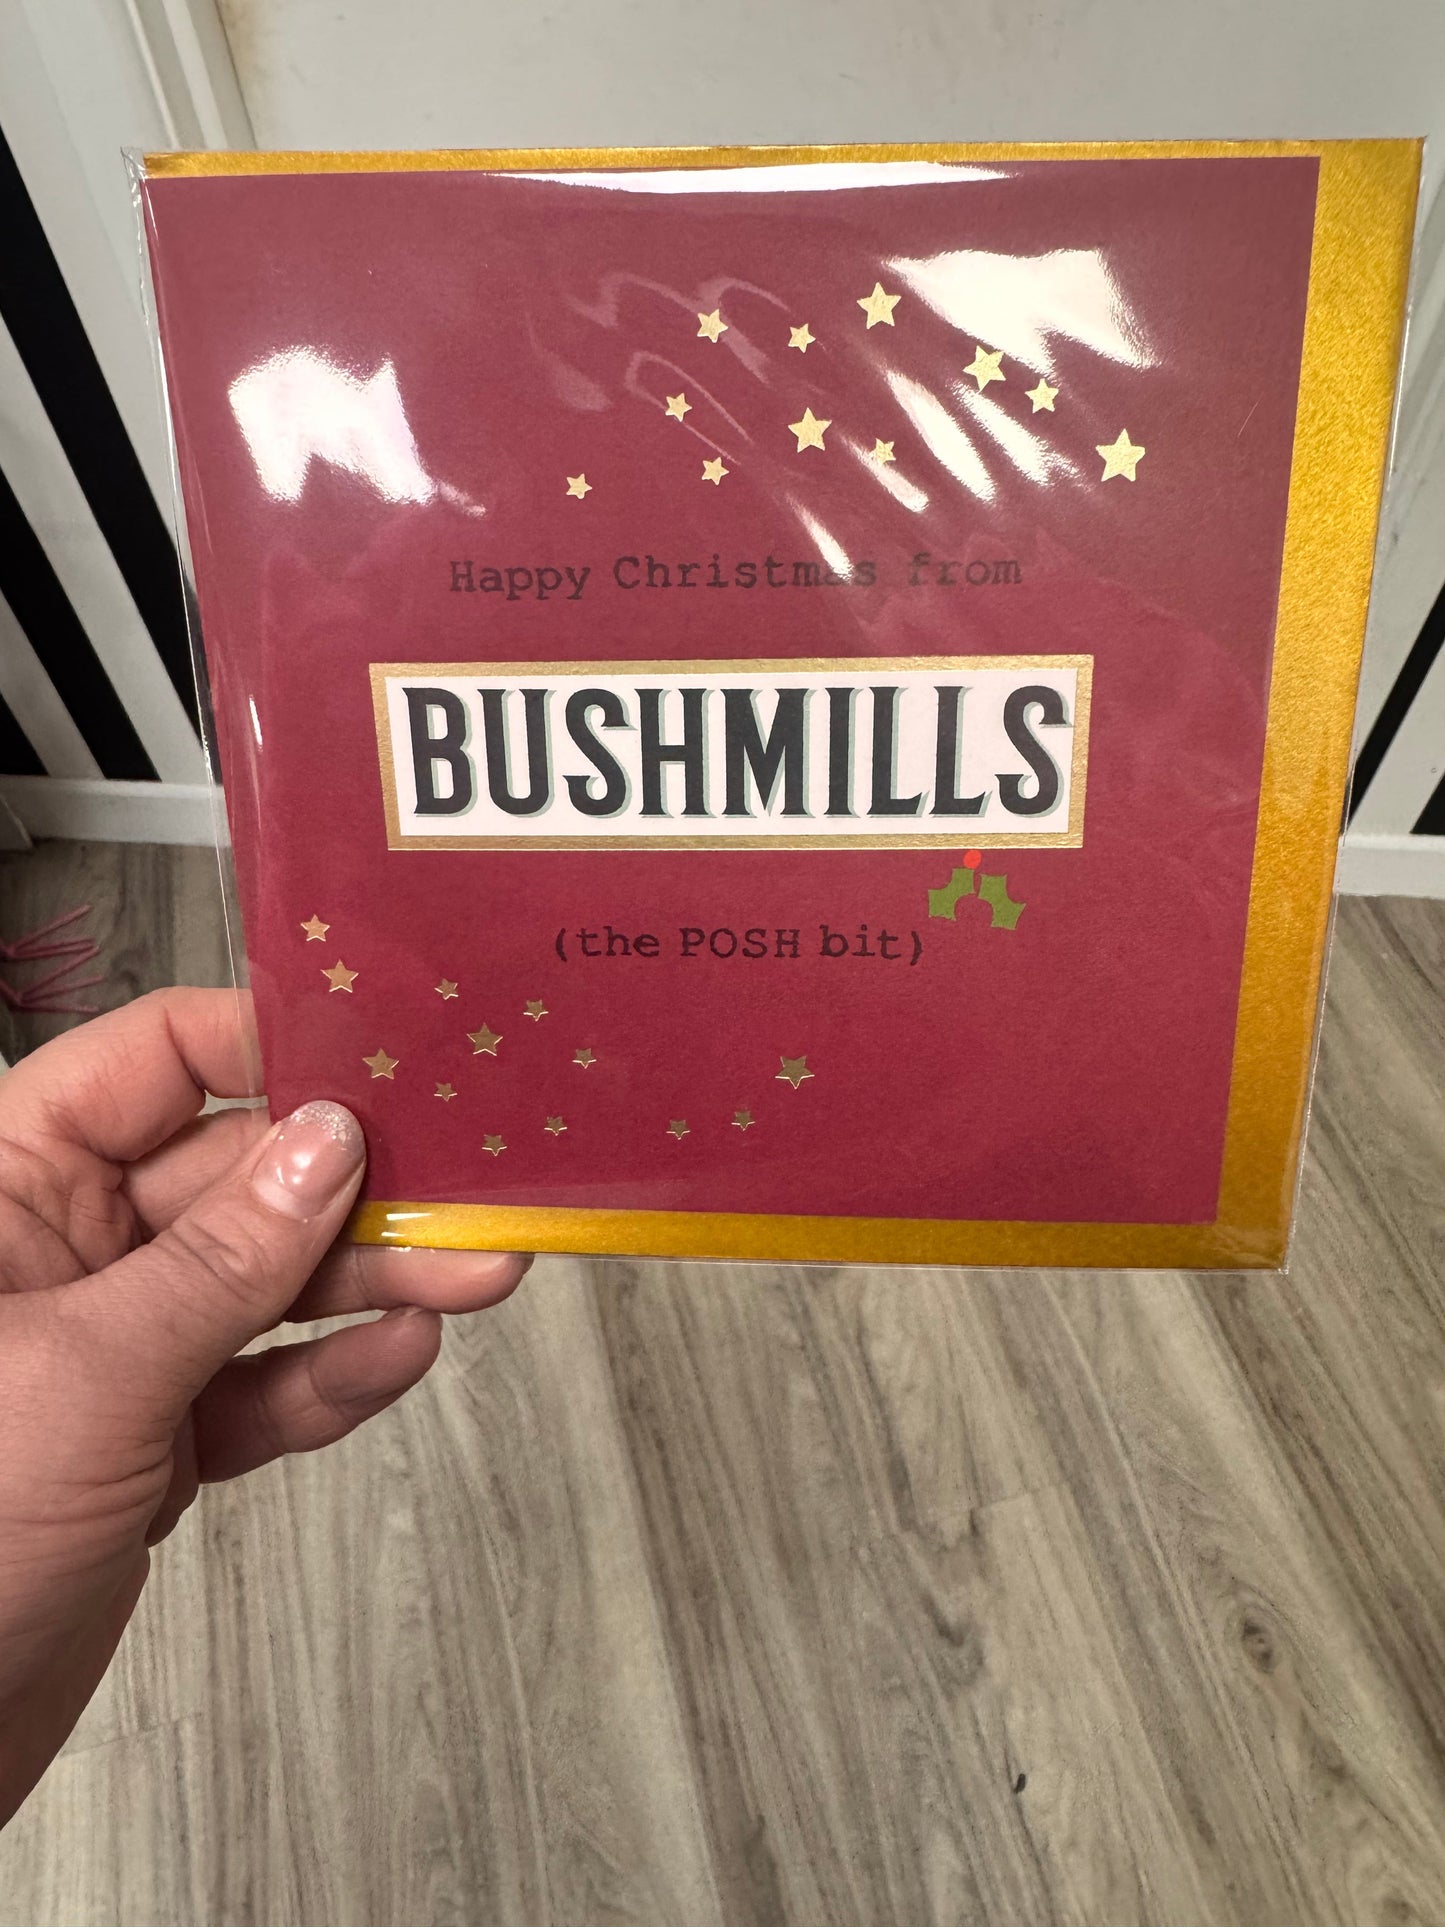 Happy Christmas from
BUSHMILLS
(the POSH bit)